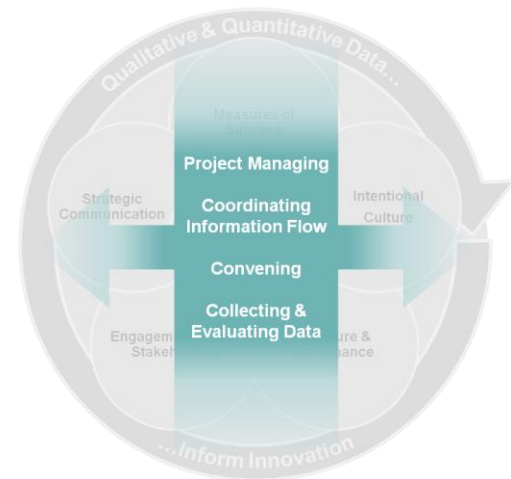 Qualitative & Quantitative Data...
Measures of
Success
Project Managing
Strategic
Communication
Coordinating
Information Flow
Intentional
Culture
Convening
Collecting &
Evaluating Data
...Inform Innovation